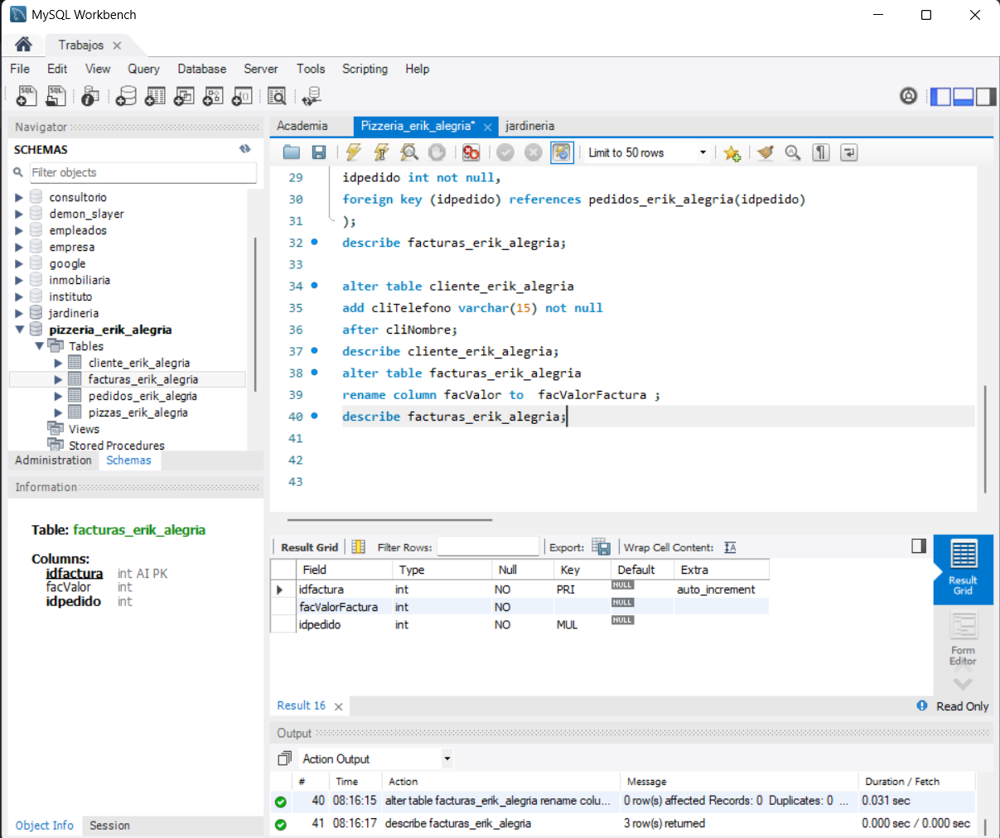 MySQL Workbench
Trabajos
File Edit View Query Database Server Tools Scripting Help
Navigator
SCHEMAS
Filter objects
consultorio
demon_slayer
empleados
empresa
google
inmobiliaria
instituto
jardineria
pizzeria_erik_alegria
Tables
cliente_erik_alegria
facturas_erik_alegria
pedidos_erik_alegria
pizzas_erik_alegria
Views
Stored Procedures
Administration Schemas
Information
Table: facturas_erik_alegria
Columns:
idfactura int AI PK
facValor int
idpedido int
Object Info Session
Academia Pizzeria_erik_alegria* jardineria
Limit to 50 rows
29 idpedido int not null,
30 foreign key (idpedido) references pedidos_erik_alegria(idpedido)
31 );
32 describe facturas_erik_alegria;
33
34 alter table cliente_erik_alegria
35 add cliTelefono varchar(15) not null
36 after cliNombre;
37 describe cliente_erik_alegria;
38 alter table facturas_erik_alegria
39 rename column facValor to  facValorFactura ;
40 describe facturas_erik_alegria;
41
42
43
Result Grid Filter Rows: Export: Wrap Cell Content:
Field Type Null Key Default Extra
idfactura int NO PRI NULL auto_increment
facValorFactura int NO NULL
idpedido int NO MUL NULL
Result Grid
Form Editor
Result 16
Read Only
Output
Action Output
# Time Action Message Duration / Fetch
40 08:16:15 alter table facturas_erik_alegria rename colu... 0 row(s) affected Records: 0 Duplicates: 0 ... 0.031 sec
41 08:16:17 describe facturas_erik_alegria 3 row(s) returned 0.000 sec / 0.000 sec